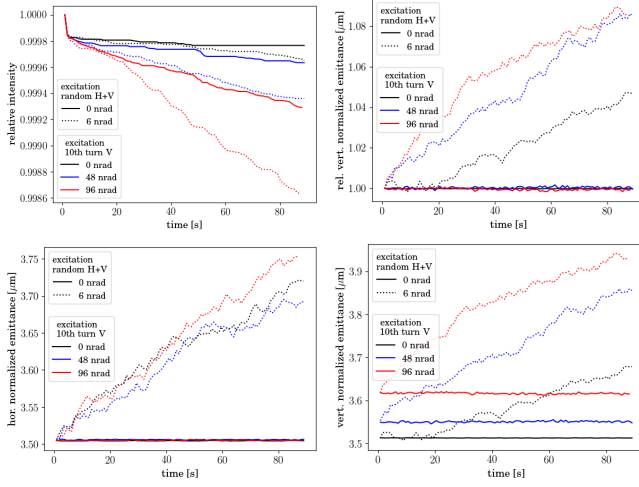 1.0000
0.9998
0.9996
0.9994
0.9992
0.9990
0.9988
0.9986
relative intensity
excitation
random H+V
0 nrad
6 nrad
excitation
10th turn V
0 nrad
48 nrad
96 nrad
0 20 40 60 80
time [s]
1.08
1.06
1.04
1.02
1.00
rel. vert. normalized emittance [μm]
excitation
random H+V
0 nrad
6 nrad
excitation
10th turn V
0 nrad
48 nrad
96 nrad
0 20 40 60 80
time [s]
3.75
3.70
3.65
3.60
3.55
3.50
hor. normalized emittance [μm]
excitation
random H+V
0 nrad
6 nrad
excitation
10th turn V
0 nrad
48 nrad
96 nrad
0 20 40 60 80
time [s]
3.9
3.8
3.7
3.6
3.5
vert. normalized emittance [μm]
excitation
random H+V
0 nrad
6 nrad
excitation
10th turn V
0 nrad
48 nrad
96 nrad
0 20 40 60 80
time [s]